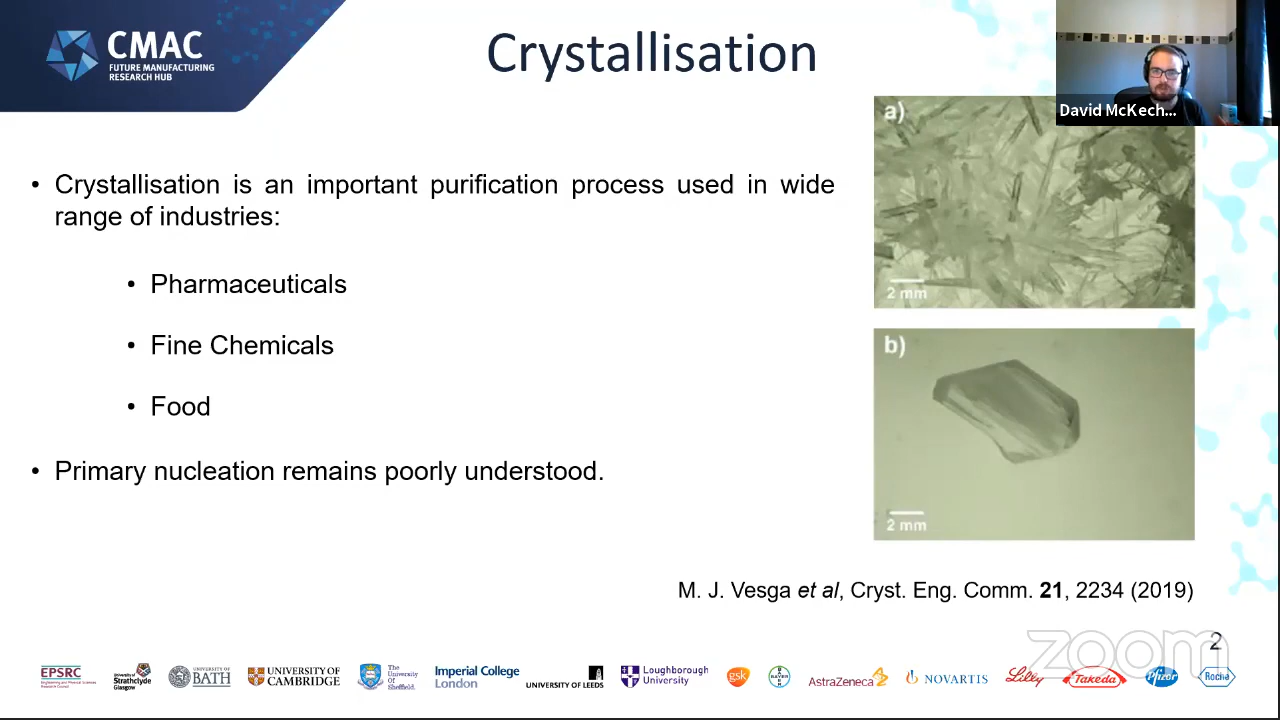 CMAC
FUTURE MANUFACTURING
RESEARCH HUB
Crystallisation
David McKech...
a)
• Crystallisation is an important purification process used in wide
range of industries:
• Pharmaceuticals
• Fine Chemicals
• Food
• Primary nucleation remains poorly understood.
2 mm
b)
2 mm
M. J. Vesga et al, Cryst. Eng. Comm. 21, 2234 (2019)
zoom
2
EPSRC
Engineering and Physical Sciences
Research Council
University of
Strathclyde
Glasgow
UNIVERSITY OF
BATH
UNIVERSITY OF
CAMBRIDGE
The
University
Of
Sheffield.
Imperial College
London
UNIVERSITY OF LEEDS
Loughborough
University
gsk
BAYER
AstraZeneca
NOVARTIS
Lilly
Takeda
Pfizer
Roche